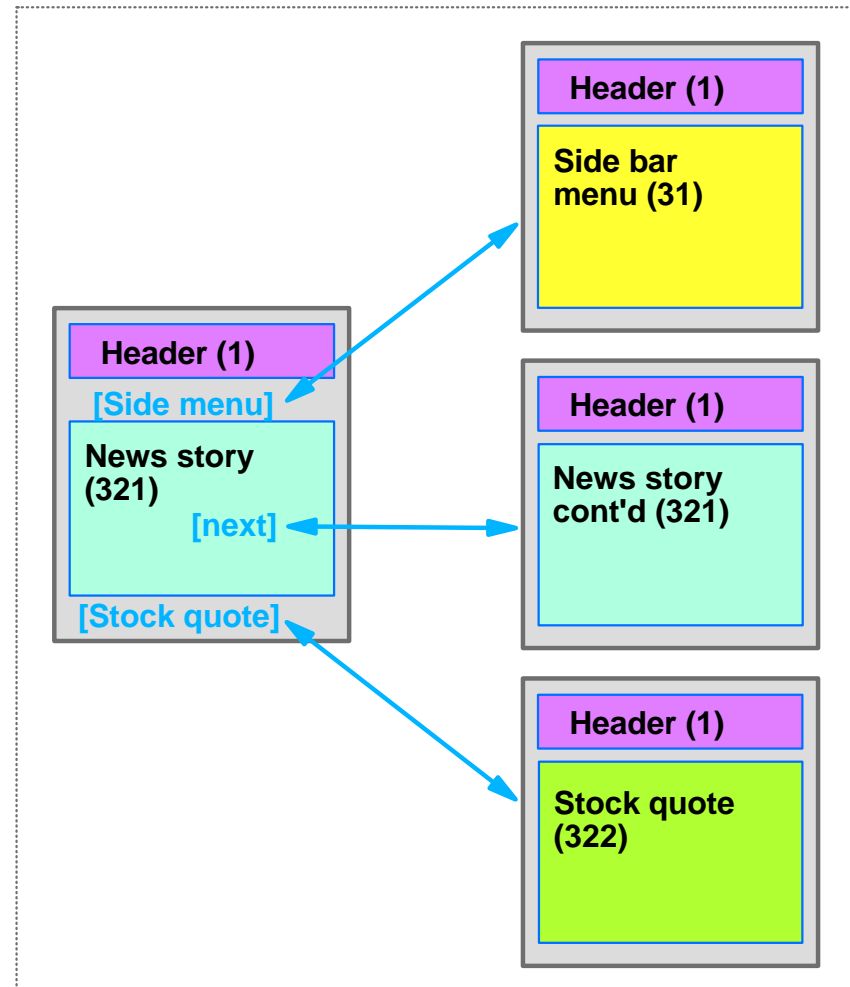 Header (1)
[Side menu]
News story
(321)
[next]
[Stock quote]
Header (1)
Side bar
menu (31)
Header (1)
News story
cont'd (321)
Header (1)
Stock quote
(322)